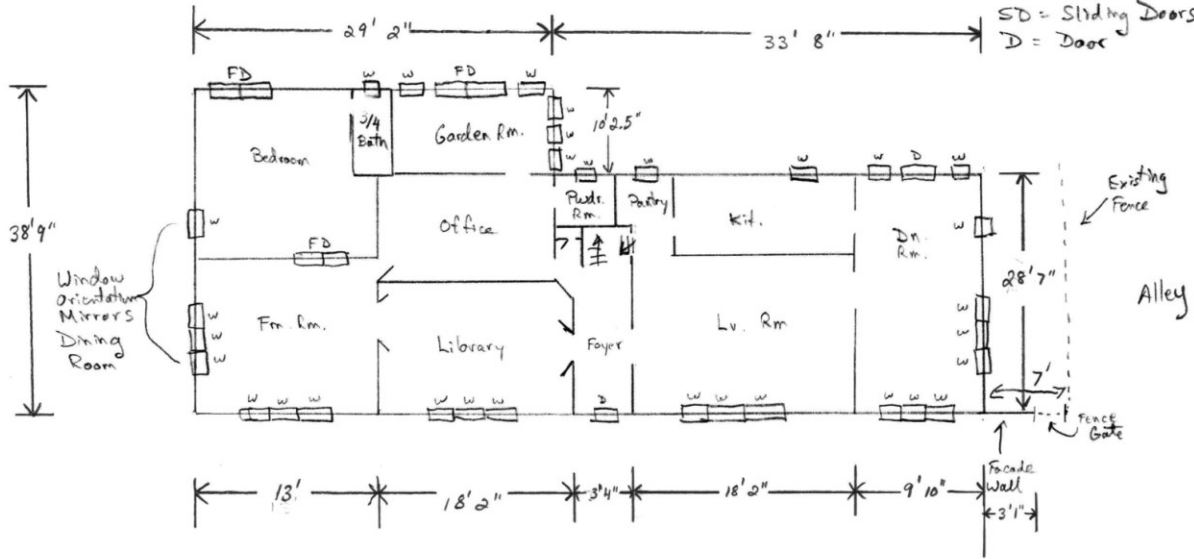 SD = Sliding Doors
D = Door
29' 2"
33' 8"
FD
W
W
FD
W
3/4
Bath
Garden Rm.
W
W
W
10'2.5"
Bedroom
W
W
W
W
D
W
Existing
Fence
Pwdr.
Rm.
Pantry
Kit.
Office
Dn.
Rm.
W
38'9"
W
FD
28'7"
Window
orientation
Mirrors
Dining
Room
Alley
W
W
W
Fm. Rm.
Library
Foyer
Lv. Rm
W
W
W
7'
W W W
W W W
D
W W W
W W W
Fence
Gate
Facade
Wall
13'
18'2"
3'4"
18'2"
9'10"
3'1"